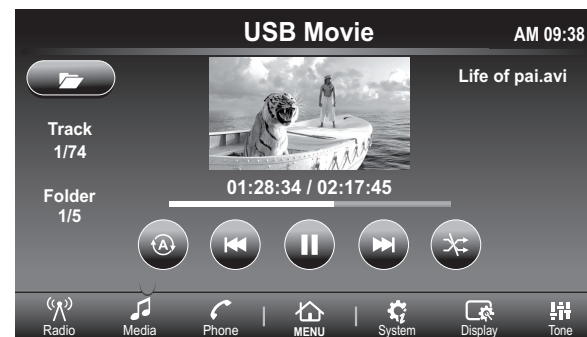 USB Movie
AM 09:38
Life of pai.avi
Track
1/74
Folder
1/5
01:28:34 / 02:17:45
A
Radio
Media
Phone
MENU
System
Display
Tone